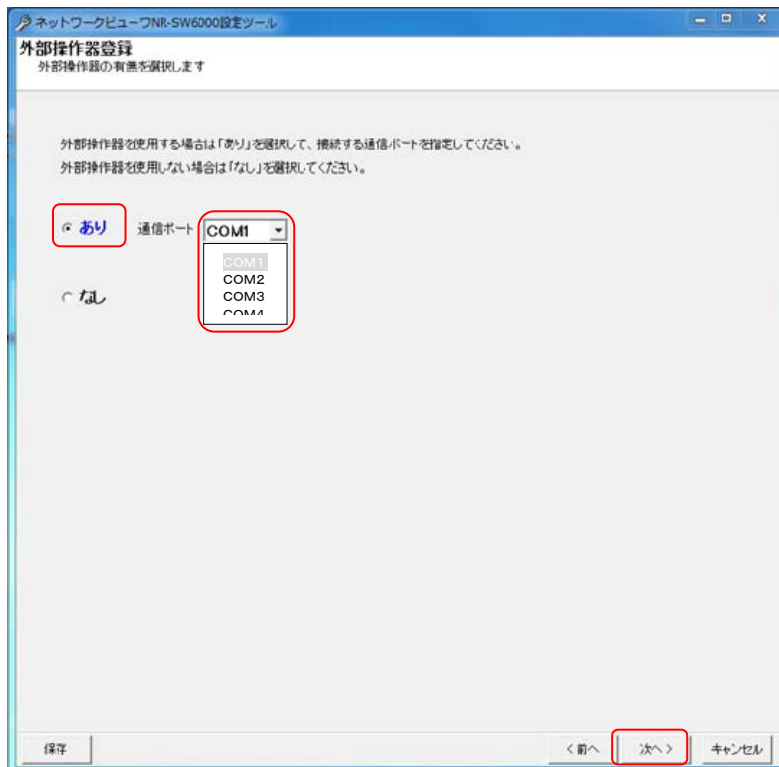 ネットワークビューワNR-SW6000設定ツール
外部操作器登録
外部操作器の有無を選択します
外部操作器を使用する場合は「あり」を選択して、接続する通信ポートを指定してください。
外部操作器を使用しない場合は「なし」を選択してください。
あり 通信ポート COM1
COM1
COM2
なし COM3
COM4
保存 <前へ 次へ> キャンセル